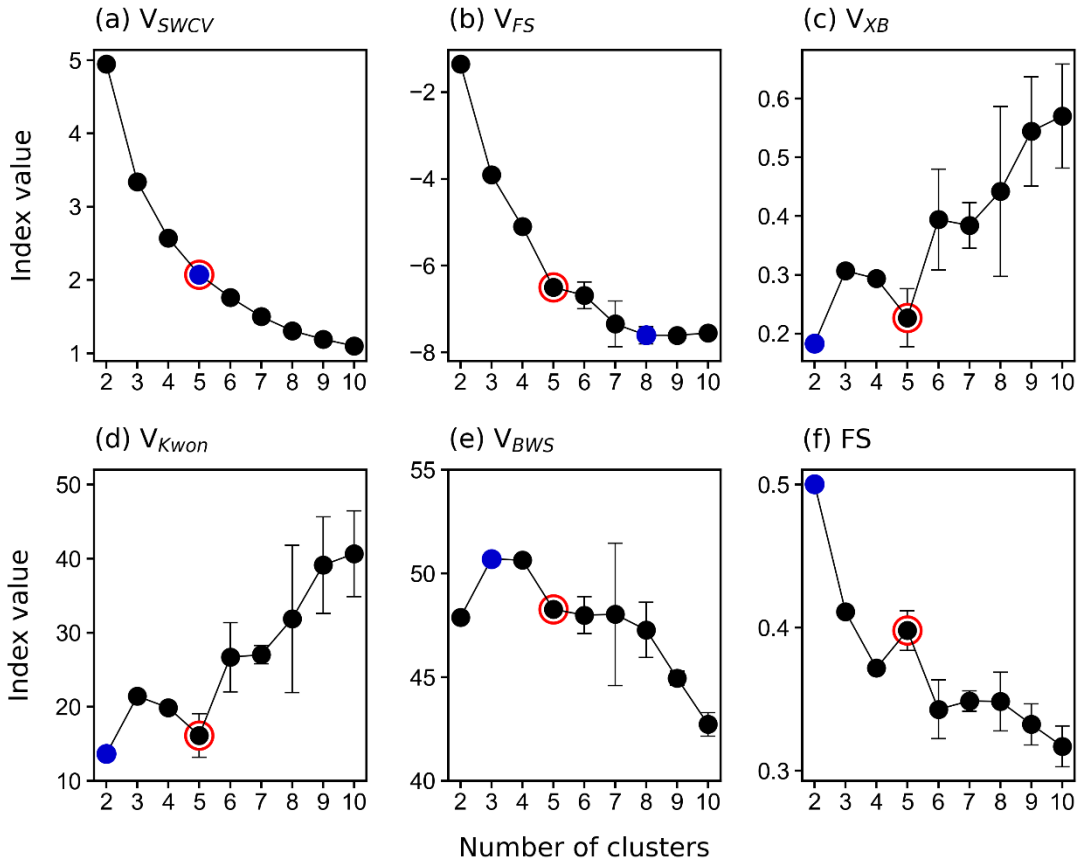 (a) V_SWCV
(b) V_FS
(c) V_XB
Index value
5
4
3
2
1
2 3 4 5 6 7 8 9 10
−2
−4
−6
−8
2 3 4 5 6 7 8 9 10
0.6
0.5
0.4
0.3
0.2
2 3 4 5 6 7 8 9 10
(d) V_Kwon
(e) V_BWS
(f) FS
Index value
50
40
30
20
10
2 3 4 5 6 7 8 9 10
55
50
45
40
2 3 4 5 6 7 8 9 10
0.5
0.4
0.3
2 3 4 5 6 7 8 9 10
Number of clusters